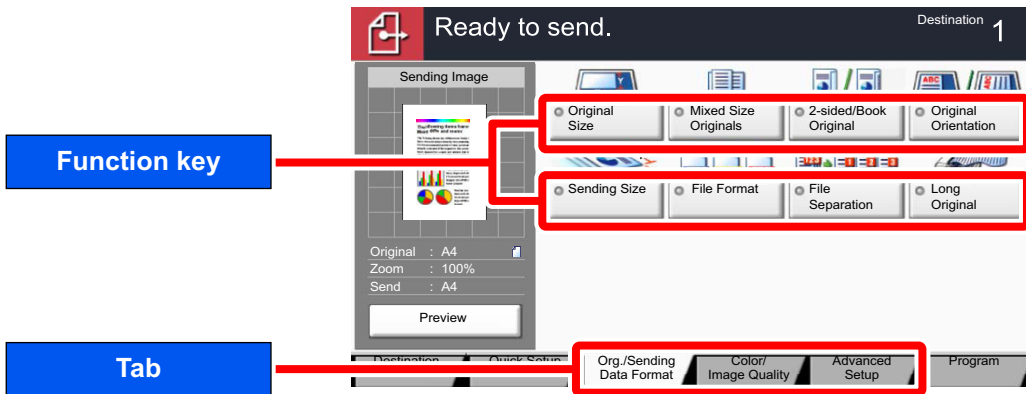 Ready to send.
Destination 1
Sending Image
ABC
Original Size
Mixed Size Originals
2-sided/Book Original
Original Orientation
Function key
Sending Size
File Format
File Separation
Long Original
Original : A4
Zoom : 100%
Send : A4
Preview
Tab
Destination
Quick Setup
Org./Sending Data Format
Color/ Image Quality
Advanced Setup
Program